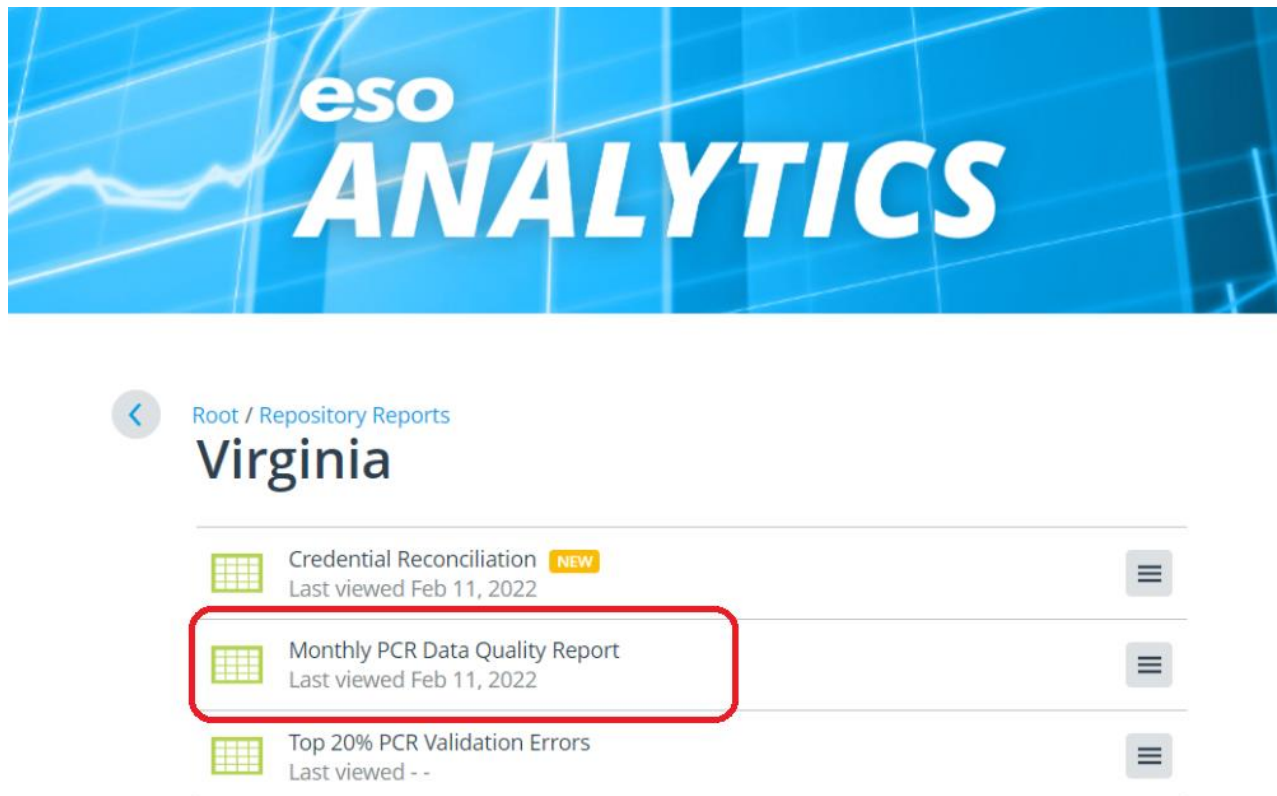 eso
ANALYTICS
Root / Repository Reports
Virginia
Credential Reconciliation NEW
Last viewed Feb 11, 2022
Monthly PCR Data Quality Report
Last viewed Feb 11, 2022
Top 20% PCR Validation Errors
Last viewed - -